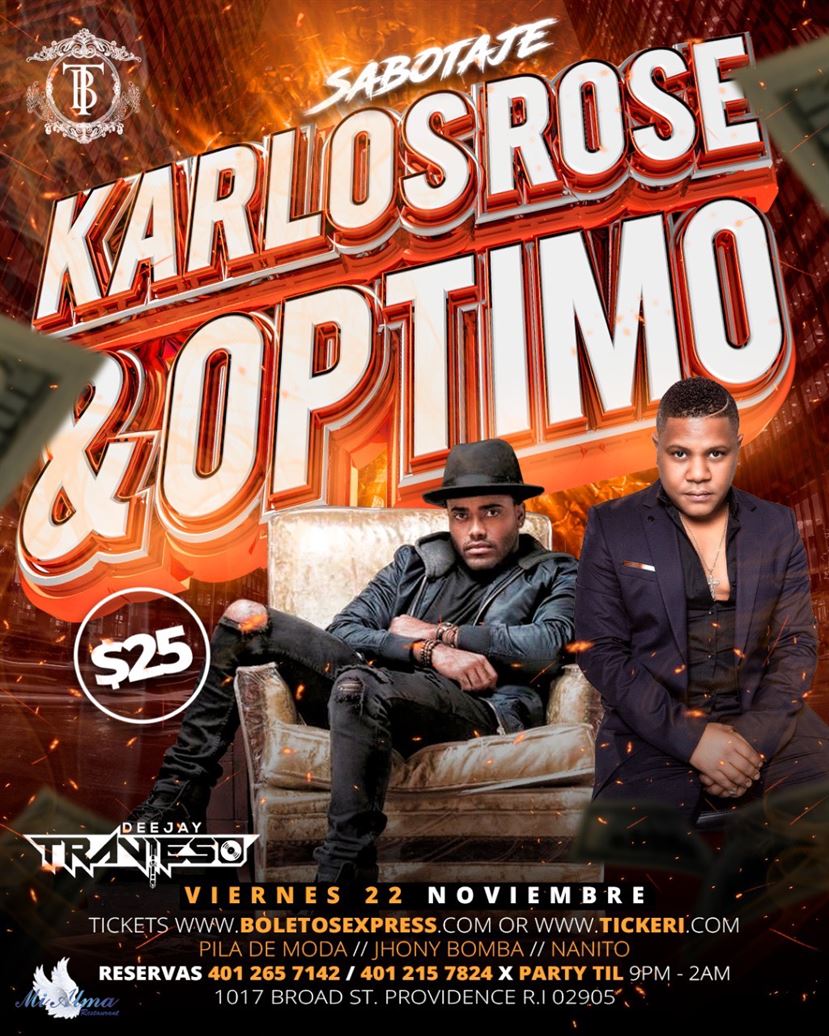 TB
SABOTAJE
KARLOS ROSE
& OPTIMO
$25
DEEJAY
TRAVIESO
VIERNES 22 NOVIEMBRE
TICKETS WWW.BOLETOSEXPRESS.COM OR WWW.TICKERI.COM
PILA DE MODA // JHONY BOMBA // NANITO
RESERVAS 401 265 7142 / 401 215 7824 X PARTY TIL 9PM - 2AM
1017 BROAD ST. PROVIDENCE R.I 02905
Mi Alma
Restaurant